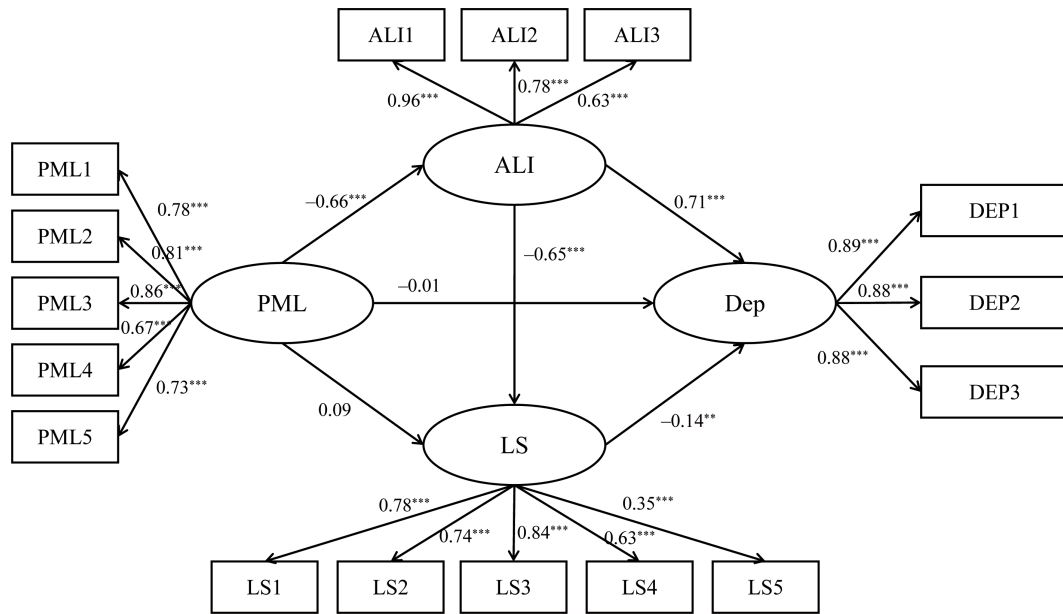 ALI1 ALI2 ALI3
0.96*** 0.78*** 0.63***
ALI
PML1
PML2
PML3
PML4
PML5
0.78***
0.81***
0.86***
0.67***
0.73***
PML
–0.66***
–0.01
0.09
–0.65***
0.71***
–0.14**
Dep
0.89***
0.88***
0.88***
DEP1
DEP2
DEP3
LS
0.78*** 0.74*** 0.84*** 0.63*** 0.35***
LS1 LS2 LS3 LS4 LS5